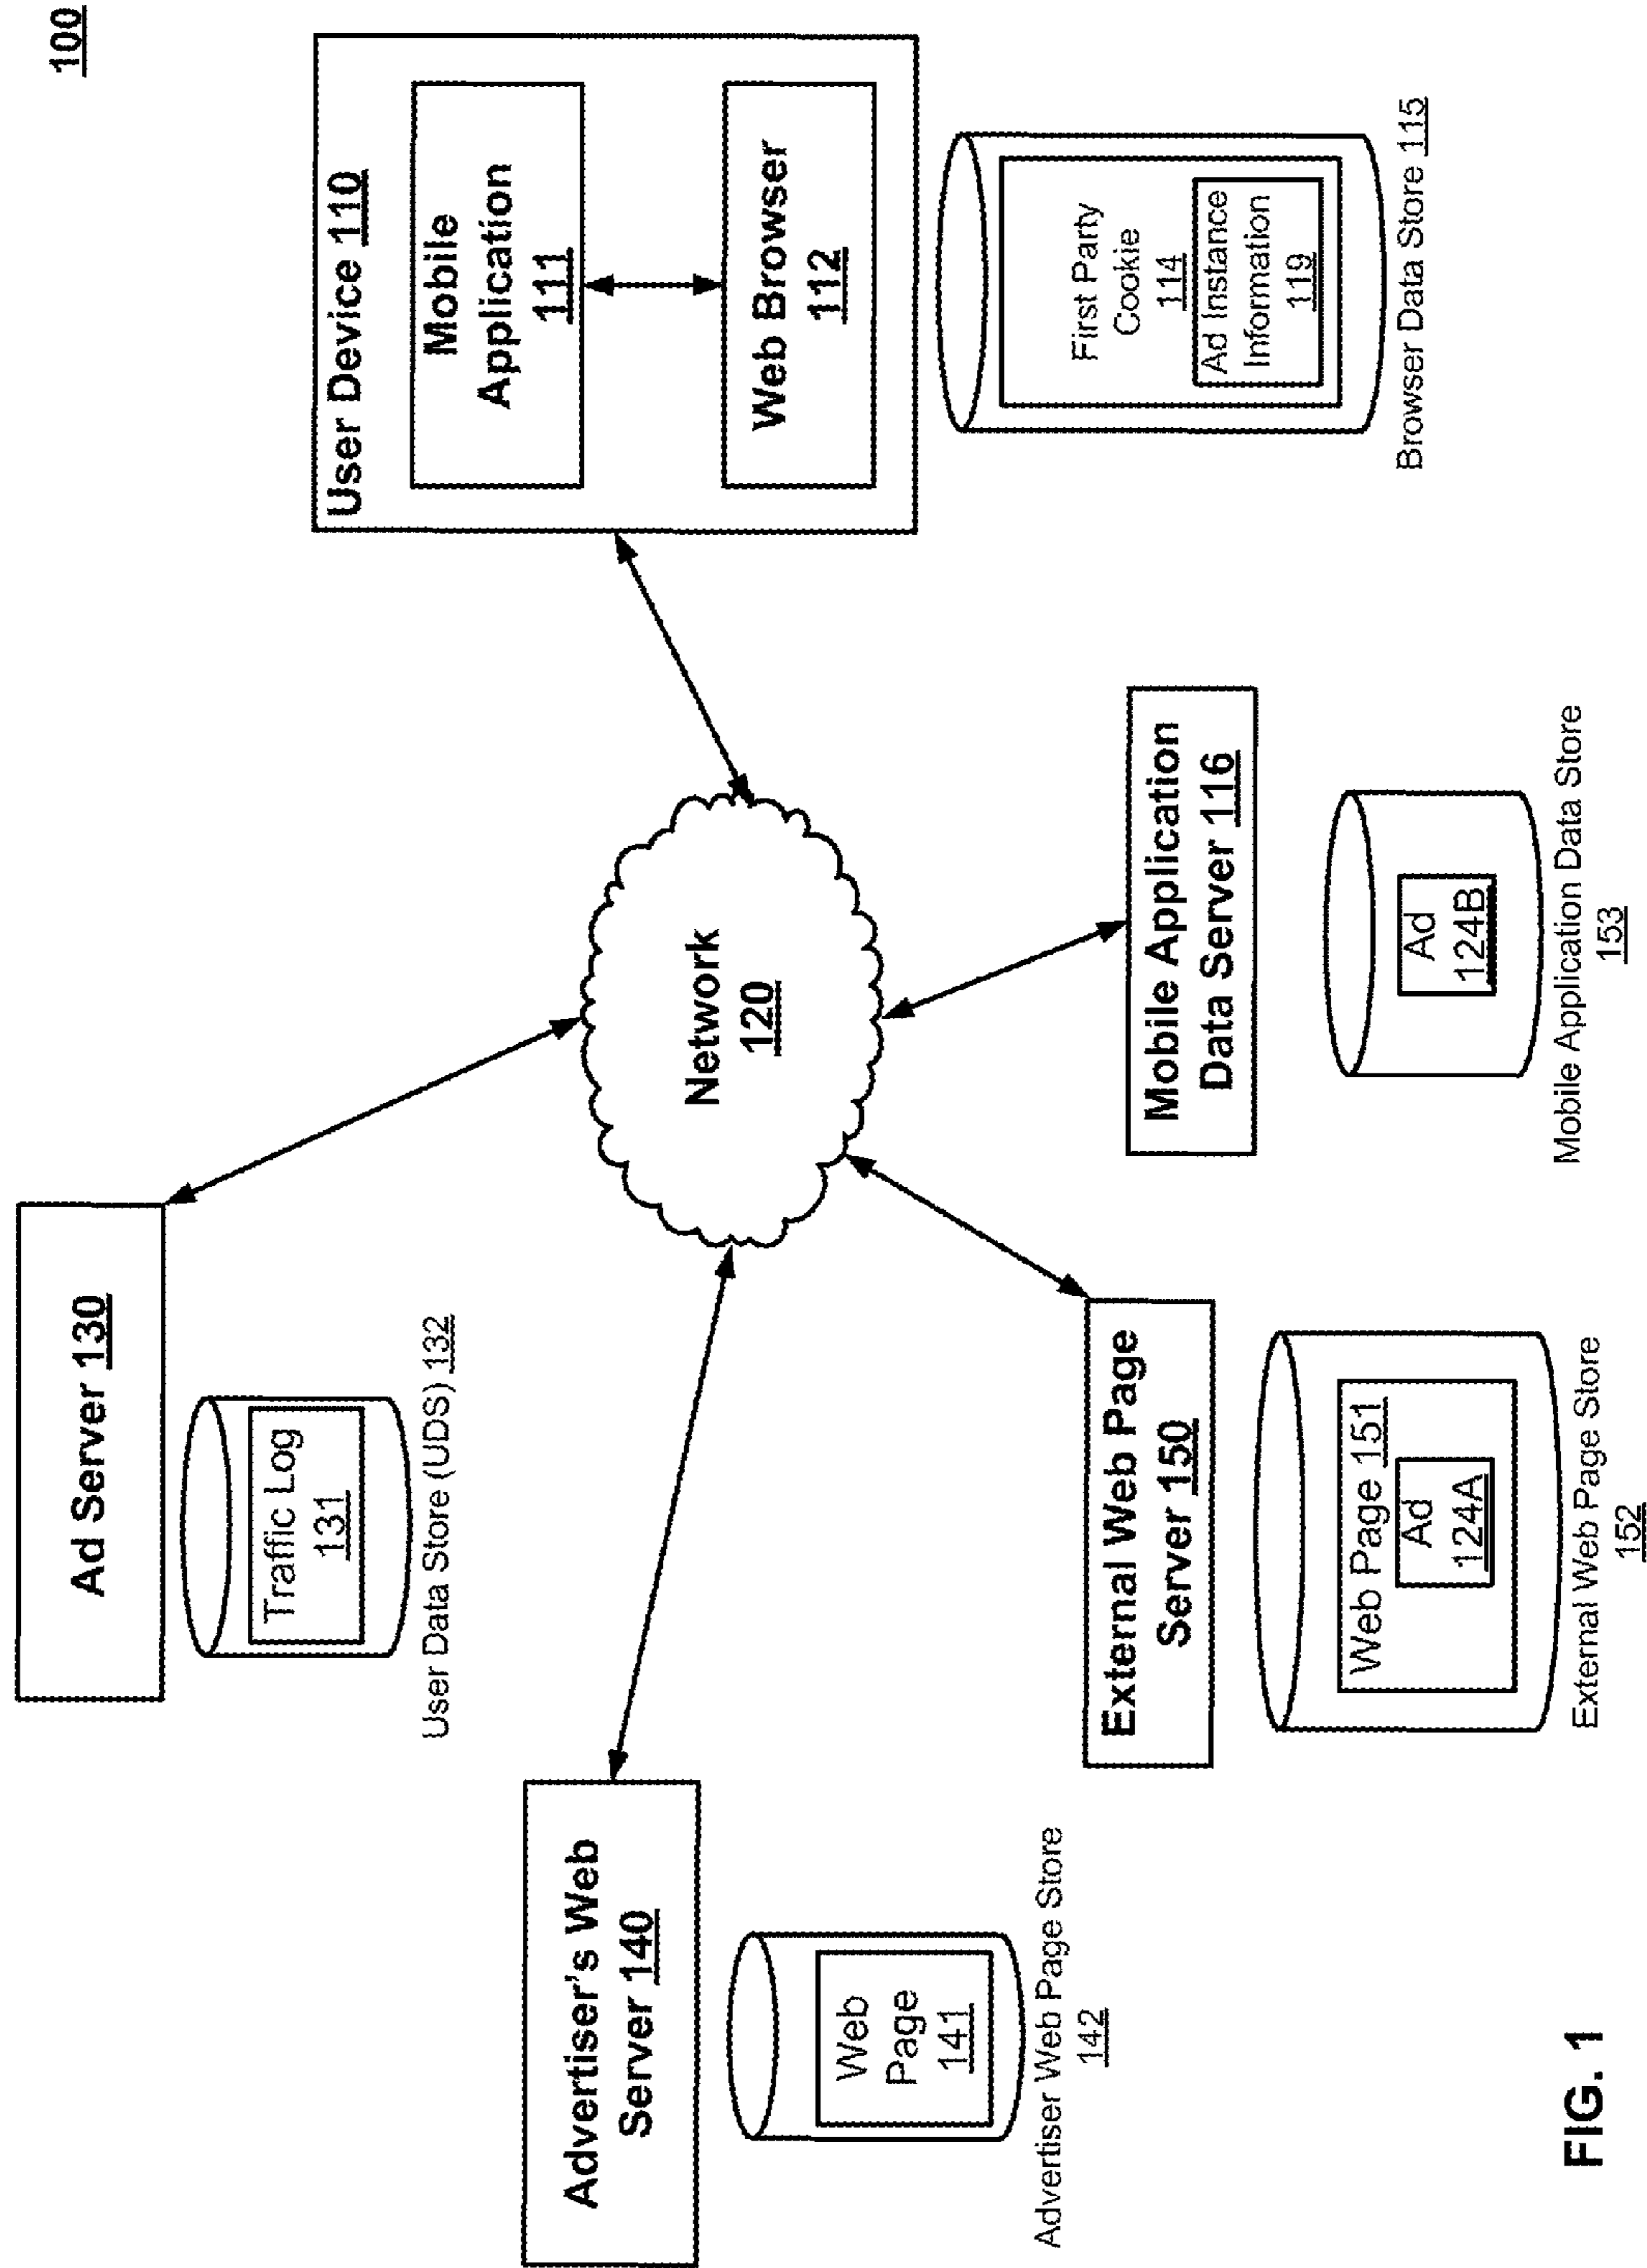 100
Ad Server 130
Traffic Log
131
User Data Store (UDS) 132
User Device 110
Mobile
Application
111
Web Browser
112
First Party
Cookie
114
Ad Instance
Information
119
Browser Data Store 115
Network
120
Advertiser's Web
Server 140
Web
Page
141
Advertiser Web Page Store
142
External Web Page
Server 150
Web Page 151
Ad
124A
External Web Page Store
152
Mobile Application
Data Server 116
Ad
124B
Mobile Application Data Store
153
FIG. 1